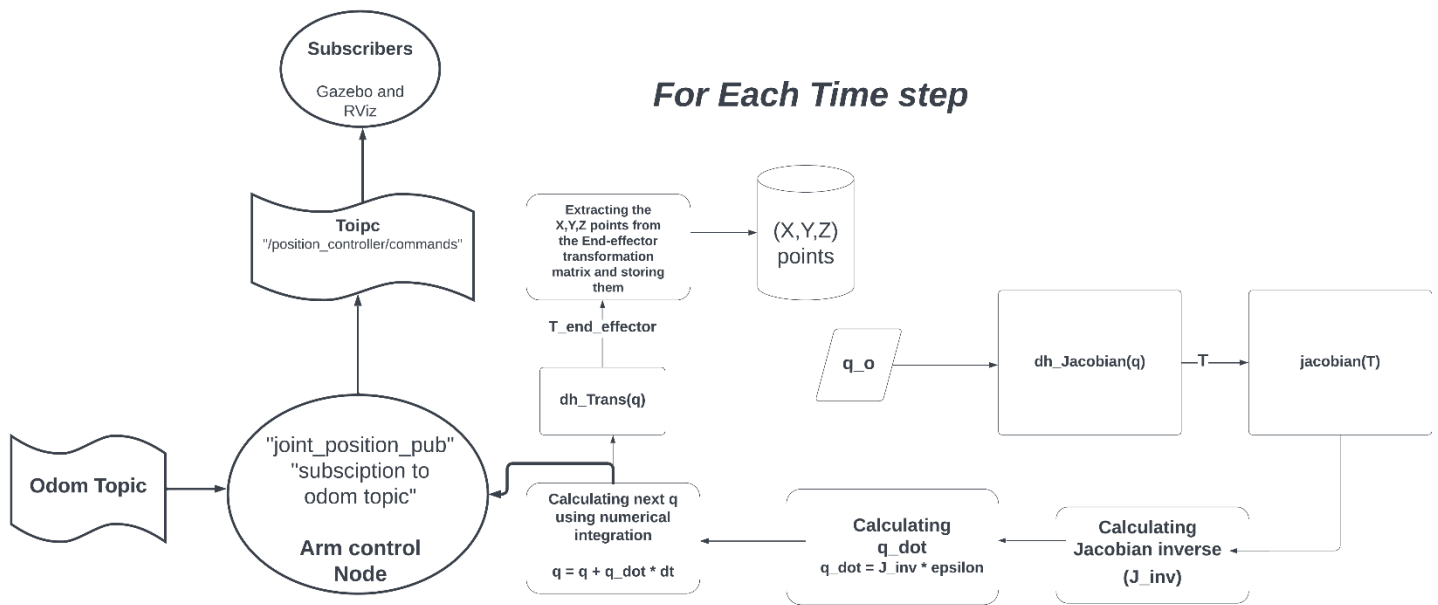 Subscribers
Gazebo and
RViz
For Each Time step
Toipc
"/position_controller/commands"
Extracting the
X,Y,Z points from
the End-effector
transformation
matrix and storing
them
(X,Y,Z)
points
T_end_effector
q_o
dh_Jacobian(q)
T
jacobian(T)
dh_Trans(q)
Odom Topic
"joint_position_pub"
"subsciption to
odom topic"
Arm control
Node
Calculating next q
using numerical
integration
q = q + q_dot * dt
Calculating
q_dot
q_dot = J_inv * epsilon
Calculating
Jacobian inverse
(J_inv)